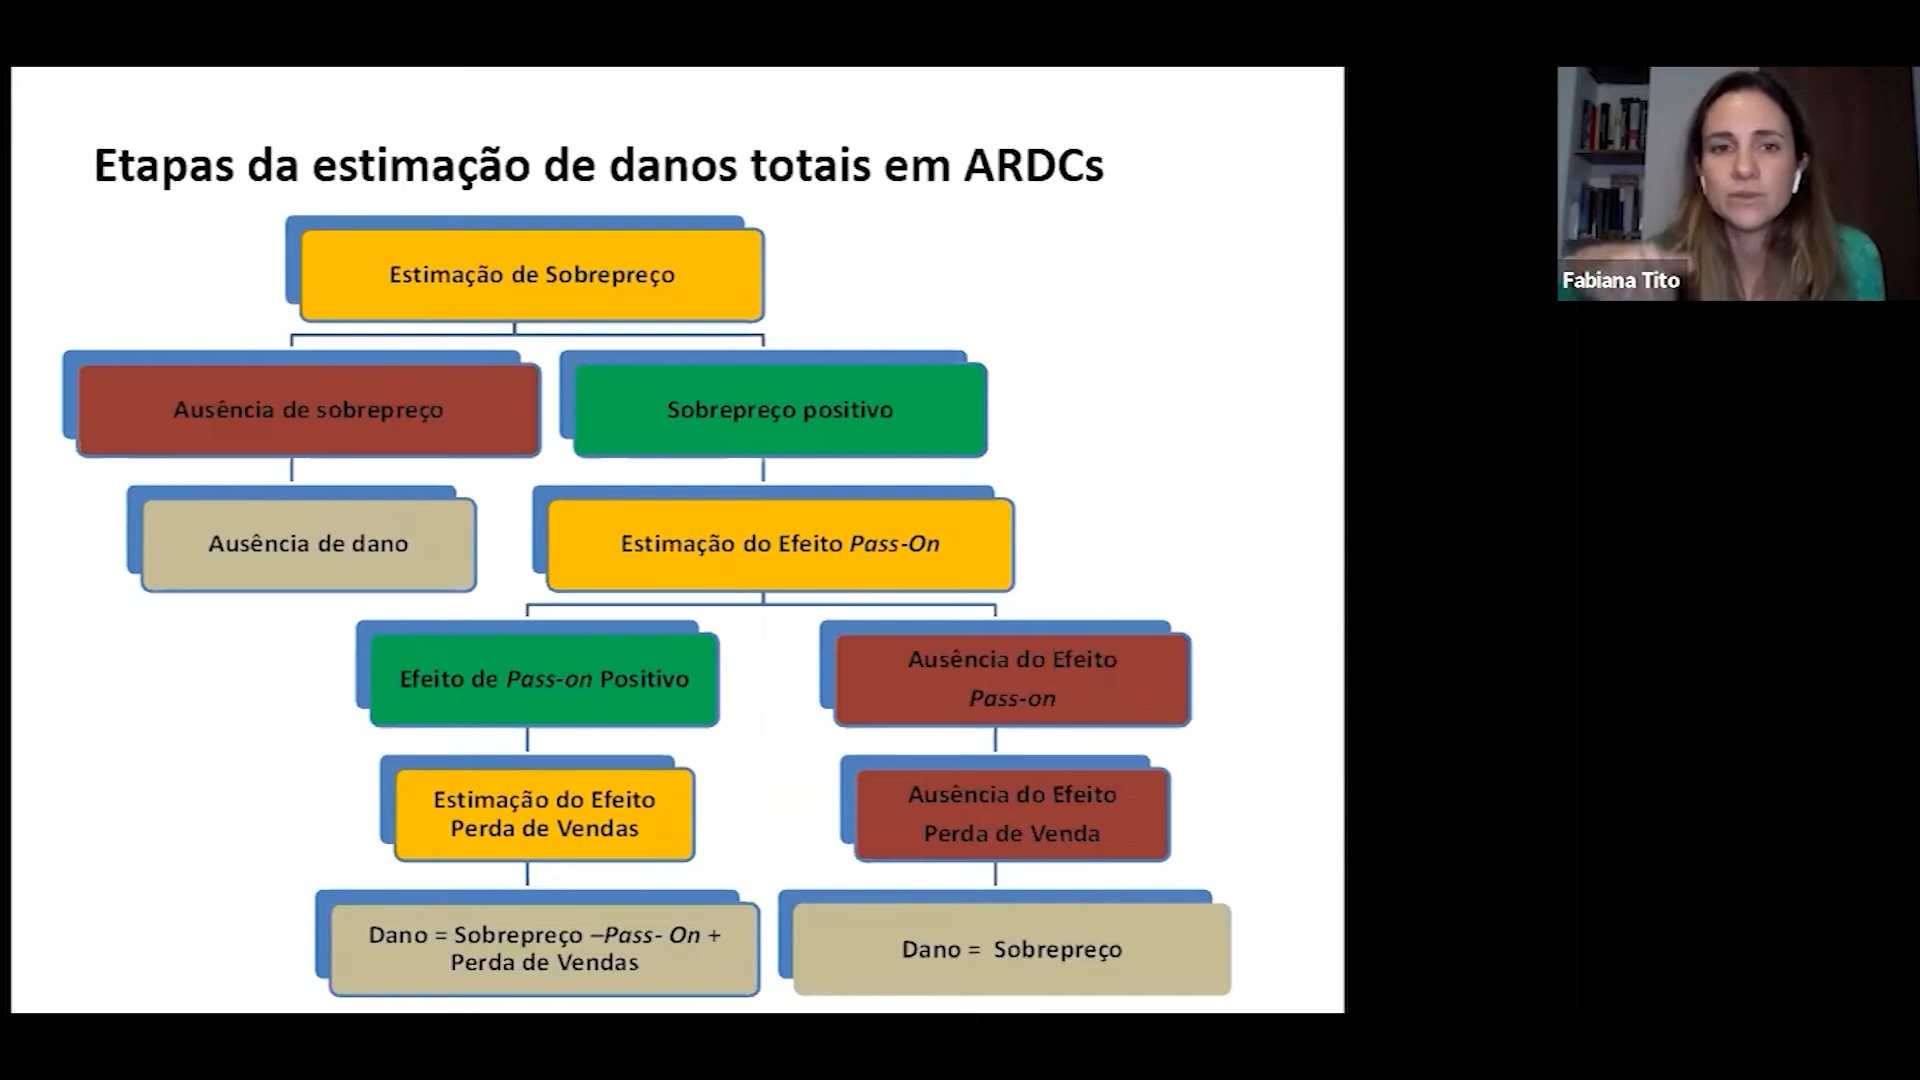 Etapas da estimação de danos totais em ARDCs
Estimação de Sobrepreço
Ausência de sobrepreço
Sobrepreço positivo
Ausência de dano
Estimação do Efeito Pass-On
Efeito de Pass-on Positivo
Ausência do Efeito
Pass-on
Estimação do Efeito
Perda de Vendas
Ausência do Efeito
Perda de Venda
Dano = Sobrepreço –Pass- On +
Perda de Vendas
Dano = Sobrepreço
Fabiana Tito